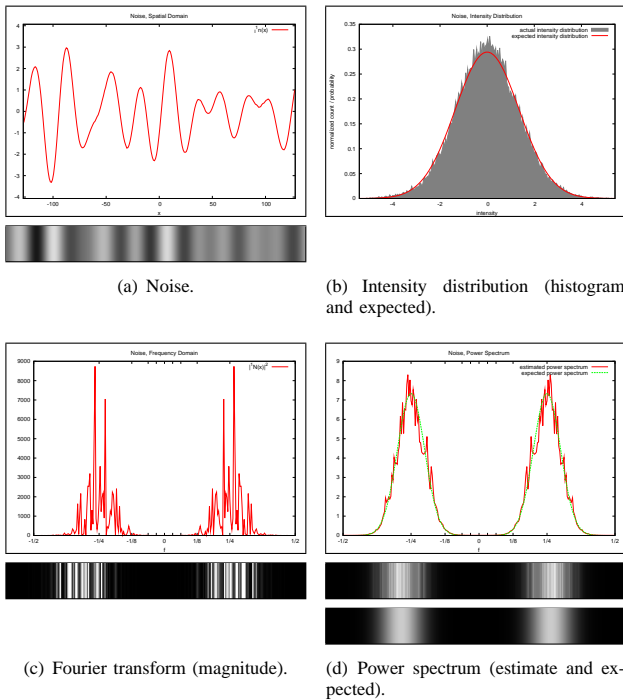 Noise, Spatial Domain
¹n(x)
4
3
2
1
0
-1
-2
-3
-4
-100
-50
0
50
100
x
(a) Noise.
Noise, Intensity Distribution
actual intensity distribution
expected intensity distribution
normalized count / probability
0.35
0.3
0.25
0.2
0.15
0.1
0.05
0
-4
-2
0
2
4
intensity
(b) Intensity distribution (histogram
and expected).
Noise, Frequency Domain
|¹N(x)|²
9000
8000
7000
6000
5000
4000
3000
2000
1000
0
-1/2
-1/4
-1/8
0
1/8
1/4
1/2
f
(c) Fourier transform (magnitude).
Noise, Power Spectrum
estimated power spectrum
expected power spectrum
9
8
7
6
5
4
3
2
1
0
-1/2
-1/4
-1/8
0
1/8
1/4
1/2
f
(d) Power spectrum (estimate and ex-
pected).